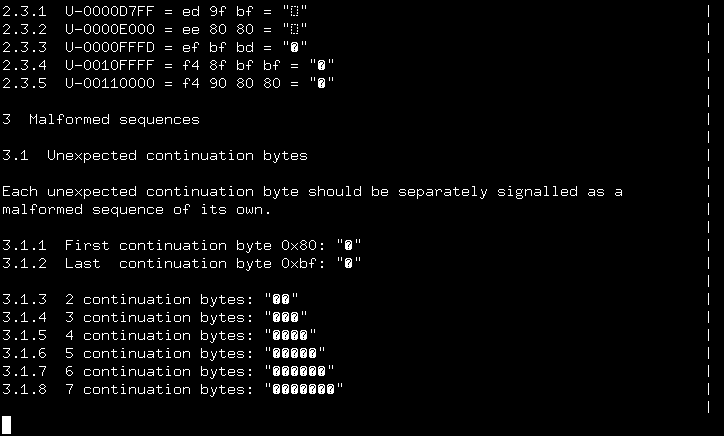 2.3.1  U-0000D7FF = ed 9f bf = "▯"                                            |
2.3.2  U-0000E000 = ee 80 80 = "▯"                                            |
2.3.3  U-0000FFFD = ef bf bd = "�"                                            |
2.3.4  U-0010FFFF = f4 8f bf bf = "�"                                         |
2.3.5  U-00110000 = f4 90 80 80 = "�"                                         |
                                                                              |
3  Malformed sequences                                                        |
                                                                              |
3.1  Unexpected continuation bytes                                            |
                                                                              |
Each unexpected continuation byte should be separately signalled as a         |
malformed sequence of its own.                                                |
                                                                              |
3.1.1  First continuation byte 0x80: "�"                                      |
3.1.2  Last  continuation byte 0xbf: "�"                                      |
                                                                              |
3.1.3  2 continuation bytes: "��"                                             |
3.1.4  3 continuation bytes: "���"                                            |
3.1.5  4 continuation bytes: "����"                                           |
3.1.6  5 continuation bytes: "�����"                                          |
3.1.7  6 continuation bytes: "������"                                         |
3.1.8  7 continuation bytes: "�������"                                        |
                                                                              |